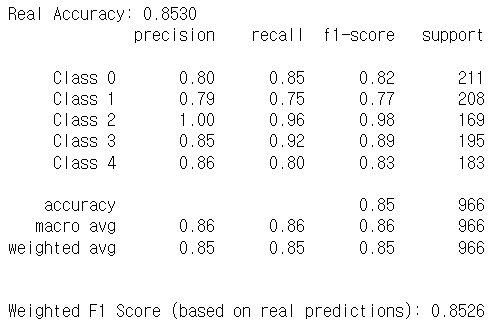 Real Accuracy: 0.8530
precision recall f1-score support
Class 0 0.80 0.85 0.82 211
Class 1 0.79 0.75 0.77 208
Class 2 1.00 0.96 0.98 169
Class 3 0.85 0.92 0.89 195
Class 4 0.86 0.80 0.83 183
accuracy 0.85 966
macro avg 0.86 0.86 0.86 966
weighted avg 0.85 0.85 0.85 966
Weighted F1 Score (based on real predictions): 0.8526